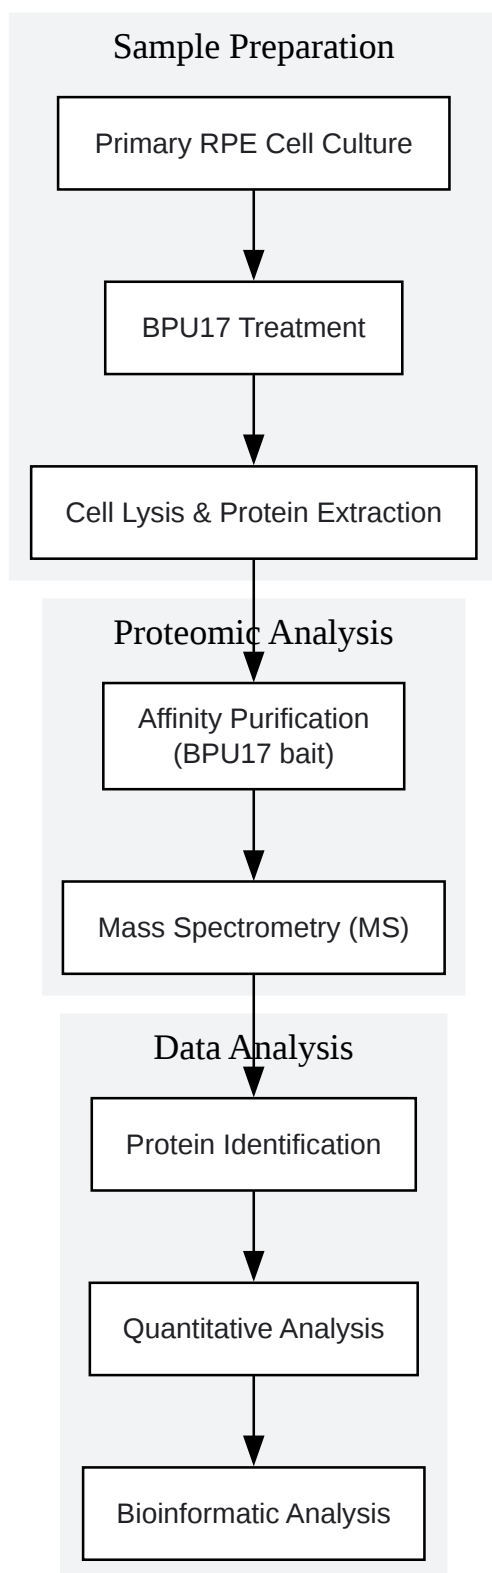 Sample Preparation
Primary RPE Cell Culture
BPU17 Treatment
Cell Lysis & Protein Extraction
Proteomic Analysis
Affinity Purification
(BPU17 bait)
Mass Spectrometry (MS)
Data Analysis
Protein Identification
Quantitative Analysis
Bioinformatic Analysis